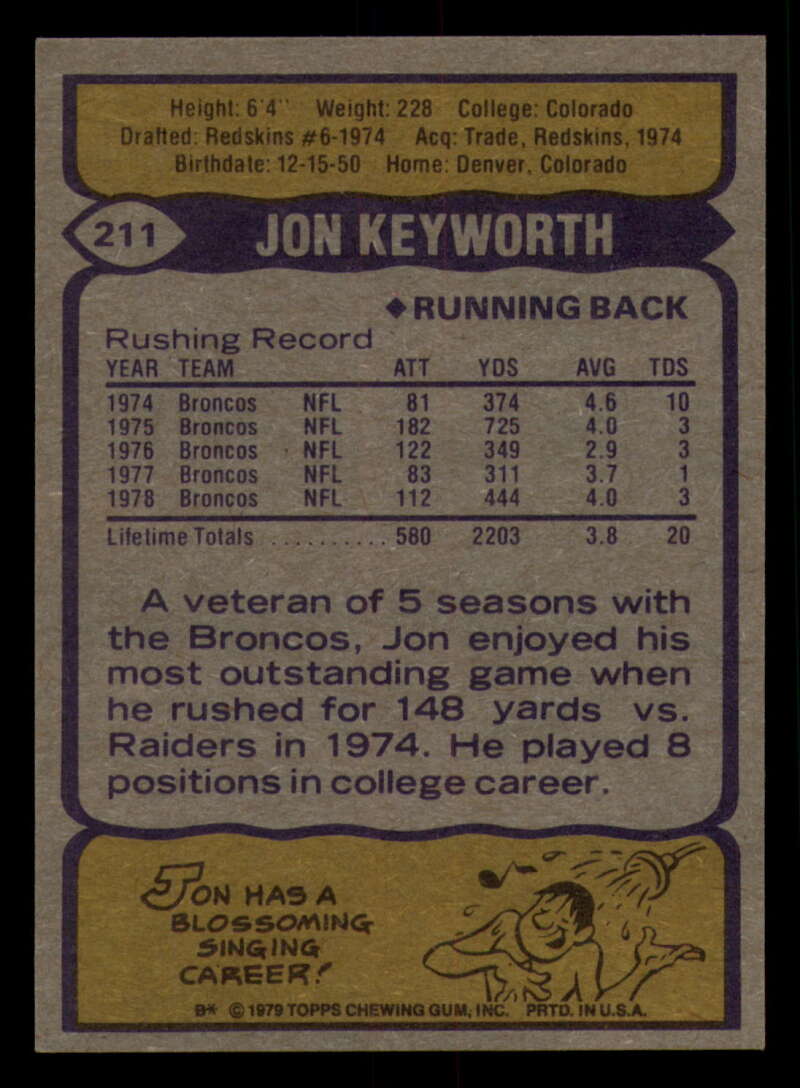 Height: 6'4" Weight: 228 College: Colorado
Drafted: Redskins #6-1974 Acq: Trade, Redskins, 1974
Birthdate: 12-15-50 Home: Denver, Colorado
211 JON KEYWORTH
◆RUNNING BACK
Rushing Record
YEAR TEAM ATT YDS AVG TDS
1974 Broncos NFL 81 374 4.6 10
1975 Broncos NFL 182 725 4.0 3
1976 Broncos NFL 122 349 2.9 3
1977 Broncos NFL 83 311 3.7 1
1978 Broncos NFL 112 444 4.0 3
Lifetime Totals .......... 580 2203 3.8 20
A veteran of 5 seasons with
the Broncos, Jon enjoyed his
most outstanding game when
he rushed for 148 yards vs.
Raiders in 1974. He played 8
positions in college career.
JON HAS A
BLOSSOMING
SINGING
CAREER!
B* © 1979 TOPPS CHEWING GUM, INC. PRTD. IN U.S.A.